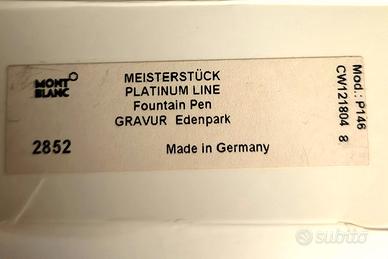 MONT
BLANC
MEISTERSTÜCK
PLATINUM LINE
Fountain Pen
GRAVUR Edenpark
2852
Made in Germany
Mod.: P146
CW121804 8
subito